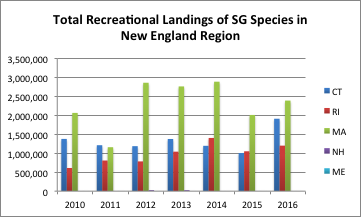 Total Recreational Landings of SG Species in
New England Region
3,500,000
3,000,000
2,500,000
2,000,000
1,500,000
1,000,000
500,000
0
2010 2011 2012 2013 2014 2015 2016
CT
RI
MA
NH
ME